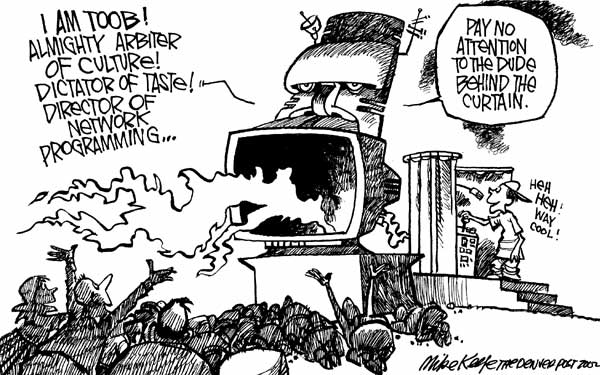 I AM TOOB!
ALMIGHTY ARBITER
OF CULTURE!
DICTATOR OF TASTE!
DIRECTOR OF
NETWORK
PROGRAMMING...
PAY NO
ATTENTION
TO THE DUDE
BEHIND THE
CURTAIN.
HEH
HEH!
WAY
COOL!
MIKE KEEFE THE DENVER POST 2002